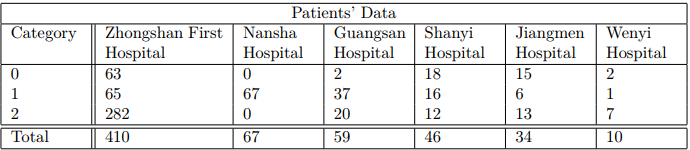 Patients' Data
Category Zhongshan First Hospital Nansha Hospital Guangsan Hospital Shanyi Hospital Jiangmen Hospital Wenyi Hospital
0 63 0 2 18 15 2
1 65 67 37 16 6 1
2 282 0 20 12 13 7
Total 410 67 59 46 34 10